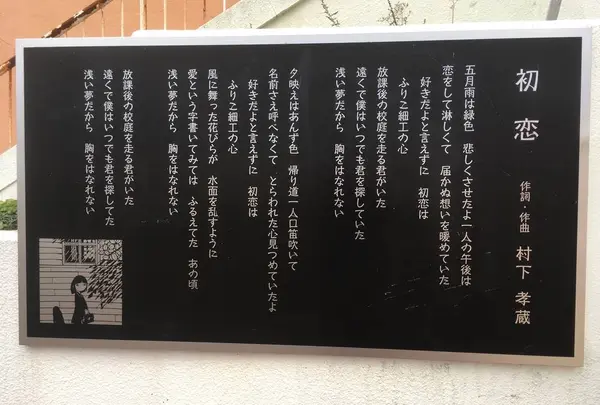 初恋
作詞・作曲 村下 孝蔵
五月雨は緑色 悲しくさせたよ一人の午後は
恋をして淋しくて 届かぬ想いを暖めていた
好きだよと言えずに 初恋は
ふりこ細工の心
放課後の校庭を走る君がいた
遠くで僕はいつでも君を探してた
浅い夢だから 胸をはなれない
夕映えはあんず色 帰り道一人口笛吹いて
名前さえ呼べなくて とらわれた心見つめていたよ
好きだよと言えずに 初恋は
ふりこ細工の心
風に舞った花びらが 水面を乱すように
愛という字書いてみては ふるえてた あの頃
浅い夢だから 胸をはなれない
放課後の校庭を走る君がいた
遠くで僕はいつでも君を探してた
浅い夢だから 胸をはなれない